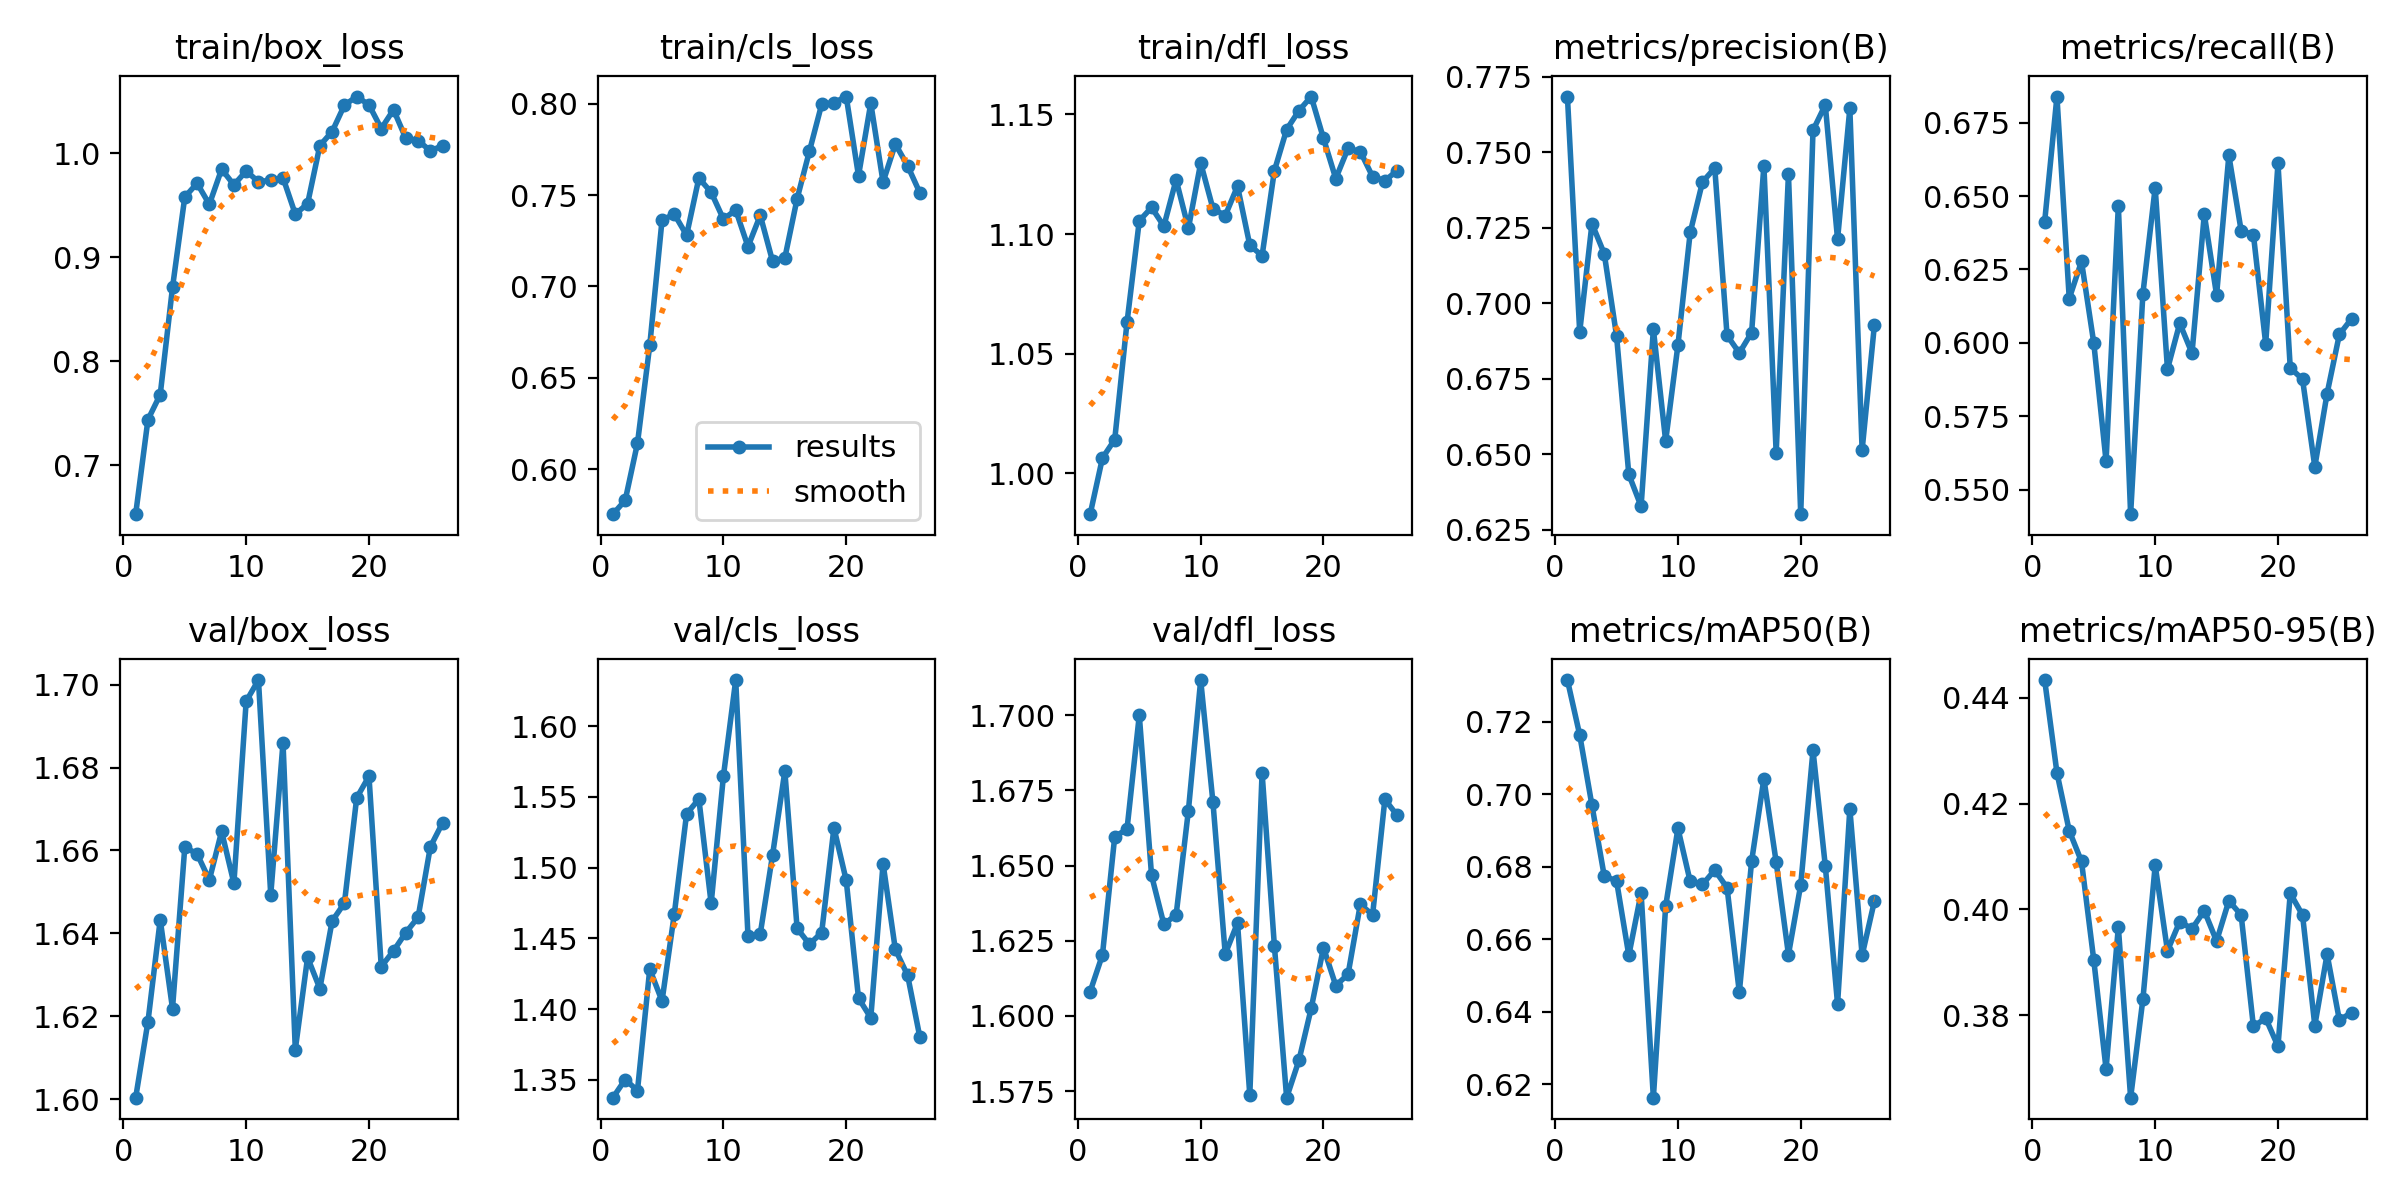 train/box_loss
train/cls_loss
train/dfl_loss
metrics/precision(B)
metrics/recall(B)
1.0
0.9
0.8
0.7
0 10 20
0.80
0.75
0.70
0.65
0.60
results
smooth
0 10 20
1.15
1.10
1.05
1.00
0 10 20
0.775
0.750
0.725
0.700
0.675
0.650
0.625
0 10 20
0.675
0.650
0.625
0.600
0.575
0.550
0 10 20
val/box_loss
val/cls_loss
val/dfl_loss
metrics/mAP50(B)
metrics/mAP50-95(B)
1.70
1.68
1.66
1.64
1.62
1.60
0 10 20
1.60
1.55
1.50
1.45
1.40
1.35
0 10 20
1.700
1.675
1.650
1.625
1.600
1.575
0 10 20
0.72
0.70
0.68
0.66
0.64
0.62
0 10 20
0.44
0.42
0.40
0.38
0 10 20